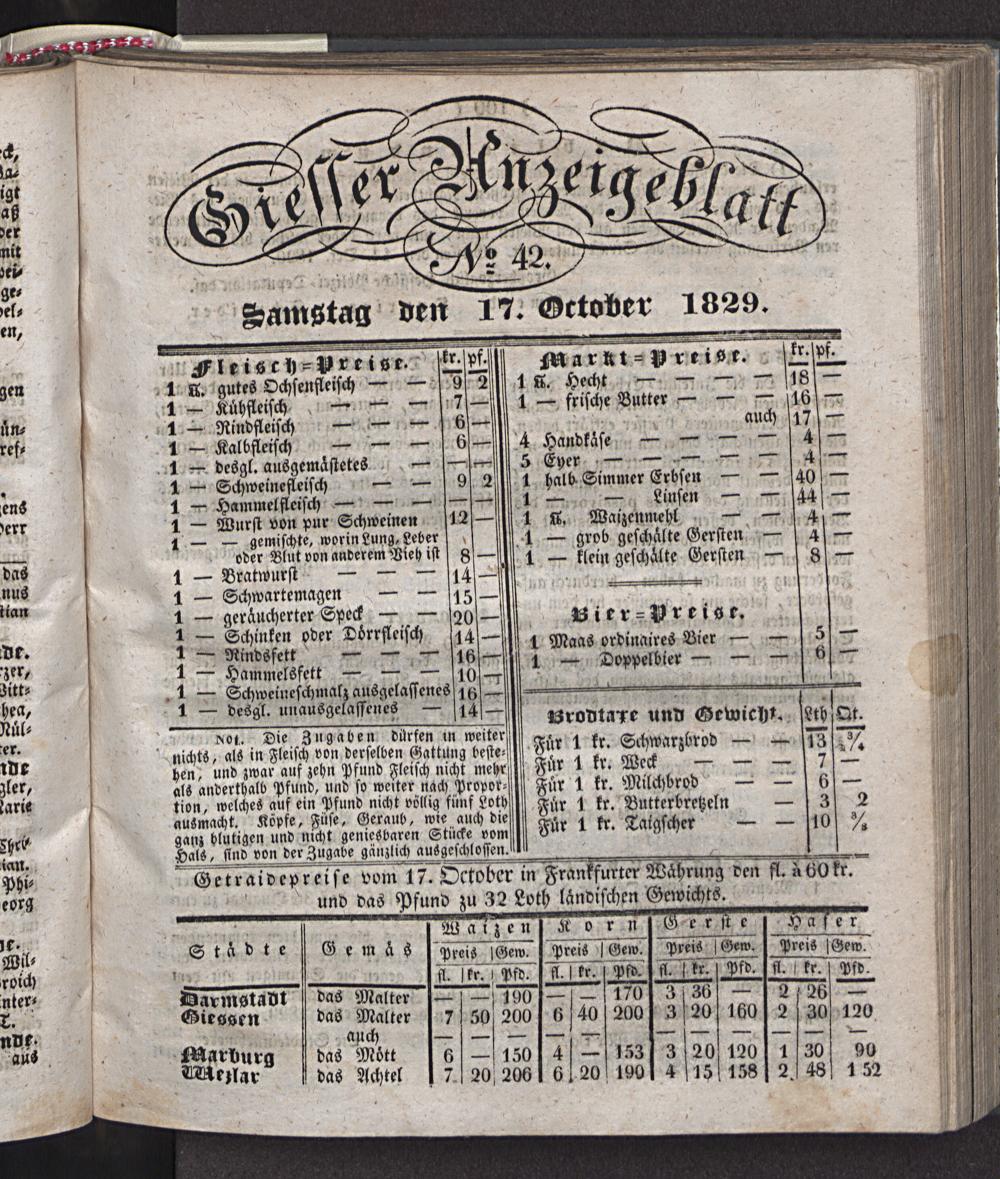 Giesser Anzeigeblatt
No 42.
Samstag den 17. October 1829.
Fleisch=Preise. kr. pf.
1 ℔. gutes Ochsenfleisch — — 9 2
1 — Kühfleisch — — — 7 —
1 — Rindfleisch — — — 6 —
1 — Kalbfleisch — — — 6 —
1 — desgl. ausgemästetes — — —
1 — Schweinefleisch — — 9 2
1 — Hammelfleisch — — — — —
1 — Wurst von pur Schweinen 12 —
1 — — gemischte, worin Lung, Leber
oder Blut von anderem Vieh ist 8 —
1 — Bratwurst — — — 14 —
1 — Schwartemagen — — 15 —
1 — geräucherter Speck — — 20 —
1 — Schinken oder Dörrfleisch 14 —
1 — Rindsfett — — — 16 —
1 — Hammelsfett — — — 10 —
1 — Schweineschmalz ausgelassenes 16 —
1 — desgl. unausgelassenes — 14 —
Not. Die Zugaben dürfen in weiter
nichts, als in Fleisch von derselben Gattung beste=
hen, und zwar auf zehn Pfund Fleisch nicht mehr
als anderthalb Pfund, und so weiter nach Propor=
tion, welches auf ein Pfund nicht völlig fünf Loth
ausmacht. Köpfe, Füse, Geraub, wie auch die
ganz blutigen und nicht geniesbaren Stücke vom
Hals, sind von der Zugabe gänzlich ausgeschlossen.
Markt=Preise. kr. pf.
1 ℔. Hecht — — — — 18 —
1 — frische Butter — — — 16 —
auch 17 —
4 Handkäse — — — — 4 —
5 Eyer — — — — — 4 —
1 halb Simmer Erbsen — — 40 —
1 — — Linsen — — 44 —
1 ℔. Waizenmehl — — 4 —
1 — grob geschälte Gersten — 4 —
1 — klein geschälte Gersten — 8 —
Bier=Preise.
1 Maas ordinaires Bier — — 5 —
1 — Doppelbier — — — 6 —
Brodtaxe und Gewicht. Lth Qt.
Für 1 kr. Schwarzbrod — — 13 3/4
Für 1 kr. Weck — — — 7 —
Für 1 kr. Milchbrod — — 6 —
Für 1 kr. Butterbretzeln — 3 2
Für 1 kr. Taigscher — — 10 3/8
Getraidepreise vom 17. October in Frankfurter Währung den fl. à 60 kr.
und das Pfund zu 32 Loth ländischen Gewichts.
Städte Gemäs Waizen Korn Gerste Hafer
Preis Gew. Preis Gew. Preis Gew. Preis Gew.
fl. kr. Pfd. fl. kr. Pfd. fl. kr. Pfd. fl. kr. Pfd.
Darmstadt das Malter — — 190 — — 170 3 36 — 2 26 —
Giessen das Malter 7 50 200 6 40 200 3 20 160 2 30 120
auch — — — — — — — — — — — —
Marburg das Mött 6 — 150 4 — 153 3 20 120 1 30 90
Wezlar das Achtel 7 20 206 6 20 190 4 15 158 2 48 152